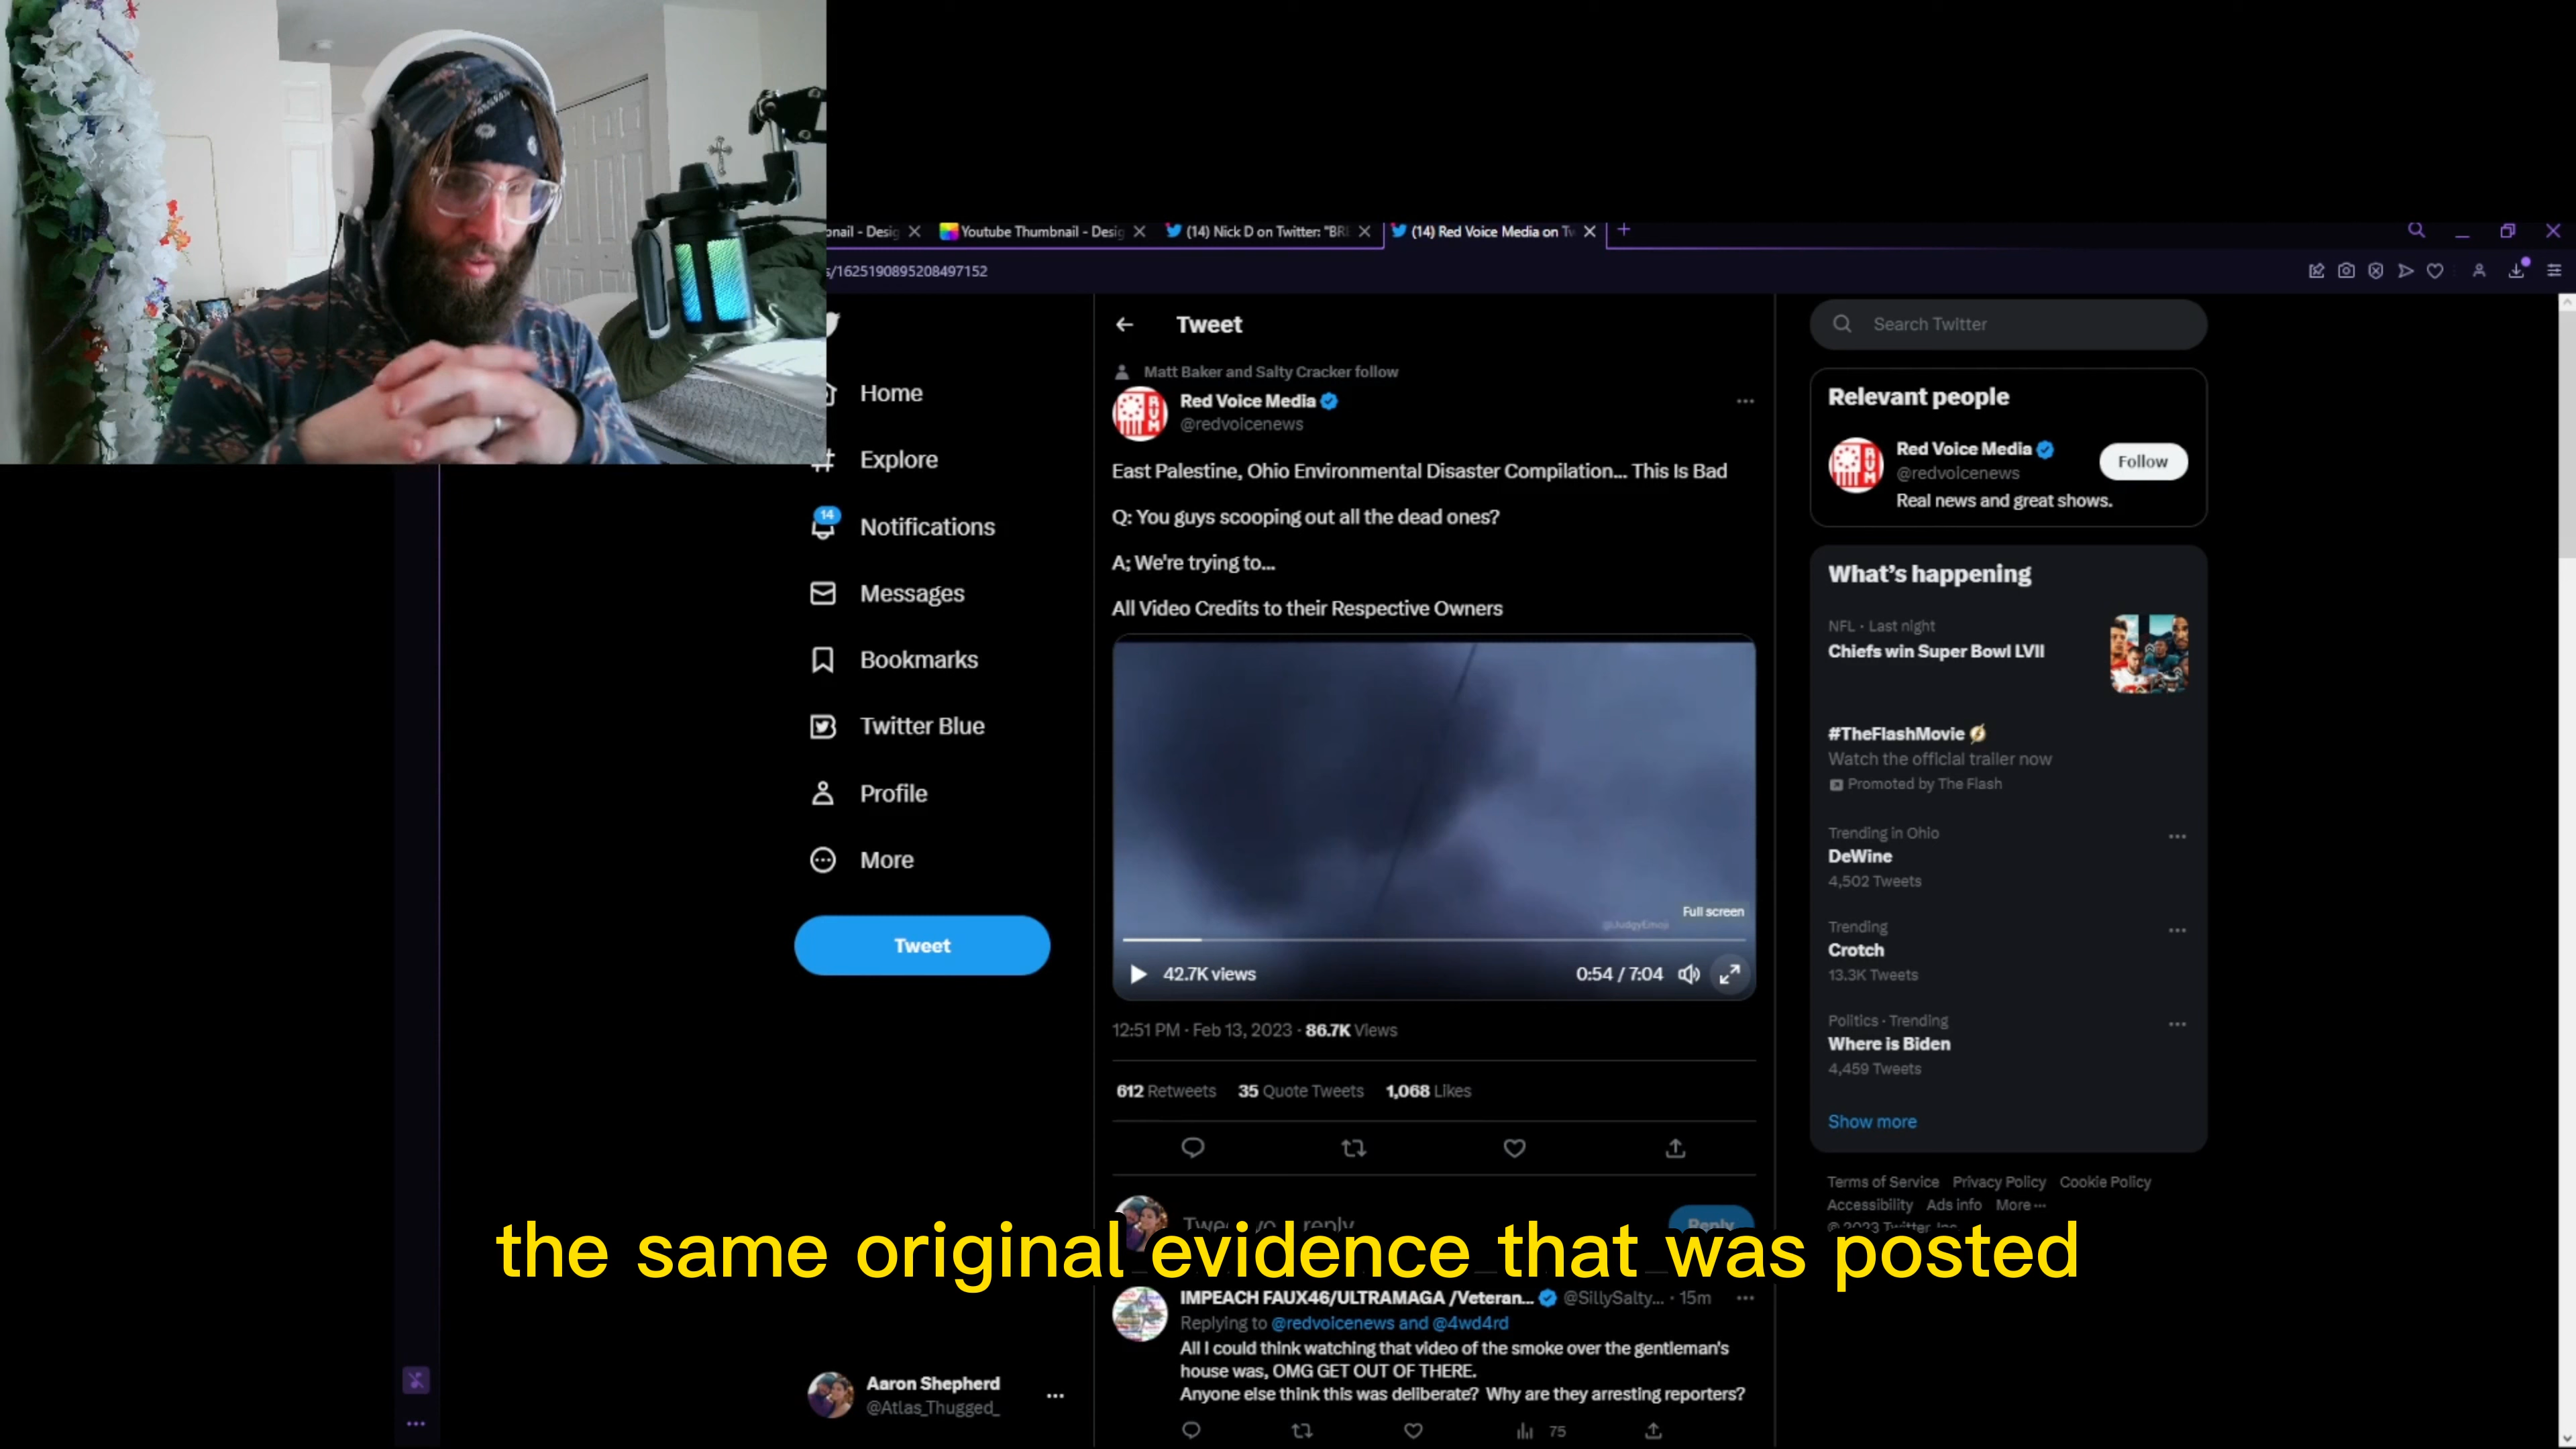 onail - Desig
Youtube Thumbnail - Desig
(14) Nick D on Twitter: "BRE
(14) Red Voice Media on Tw
s/1625190895208497152
Home
Explore
14
Notifications
Messages
Bookmarks
Twitter Blue
Profile
More
Tweet
Aaron Shepherd
@Atlas_Thugged_
Tweet
Matt Baker and Salty Cracker follow
Red Voice Media
@redvoicenews
East Palestine, Ohio Environmental Disaster Compilation... This Is Bad
Q: You guys scooping out all the dead ones?
A; We're trying to...
All Video Credits to their Respective Owners
Full screen
@JudgyEmoji
42.7K views
0:54 / 7:04
12:51 PM · Feb 13, 2023 · 86.7K Views
612 Retweets 35 Quote Tweets 1,068 Likes
reply
Reply
the same original evidence that was posted
IMPEACH FAUX46/ULTRAMAGA /Veteran... @SillySalty... · 15m
Replying to @redvoicenews and @4wd4rd
All I could think watching that video of the smoke over the gentleman's
house was, OMG GET OUT OF THERE.
Anyone else think this was deliberate? Why are they arresting reporters?
75
Search Twitter
Relevant people
Red Voice Media
@redvoicenews
Follow
Real news and great shows.
What's happening
NFL · Last night
Chiefs win Super Bowl LVII
#TheFlashMovie
Watch the official trailer now
Promoted by The Flash
Trending in Ohio
DeWine
4,502 Tweets
Trending
Crotch
13.3K Tweets
Politics · Trending
Where is Biden
4,459 Tweets
Show more
Terms of Service Privacy Policy Cookie Policy
Accessibility Ads info More ...
© 2023 Twitter, Inc.